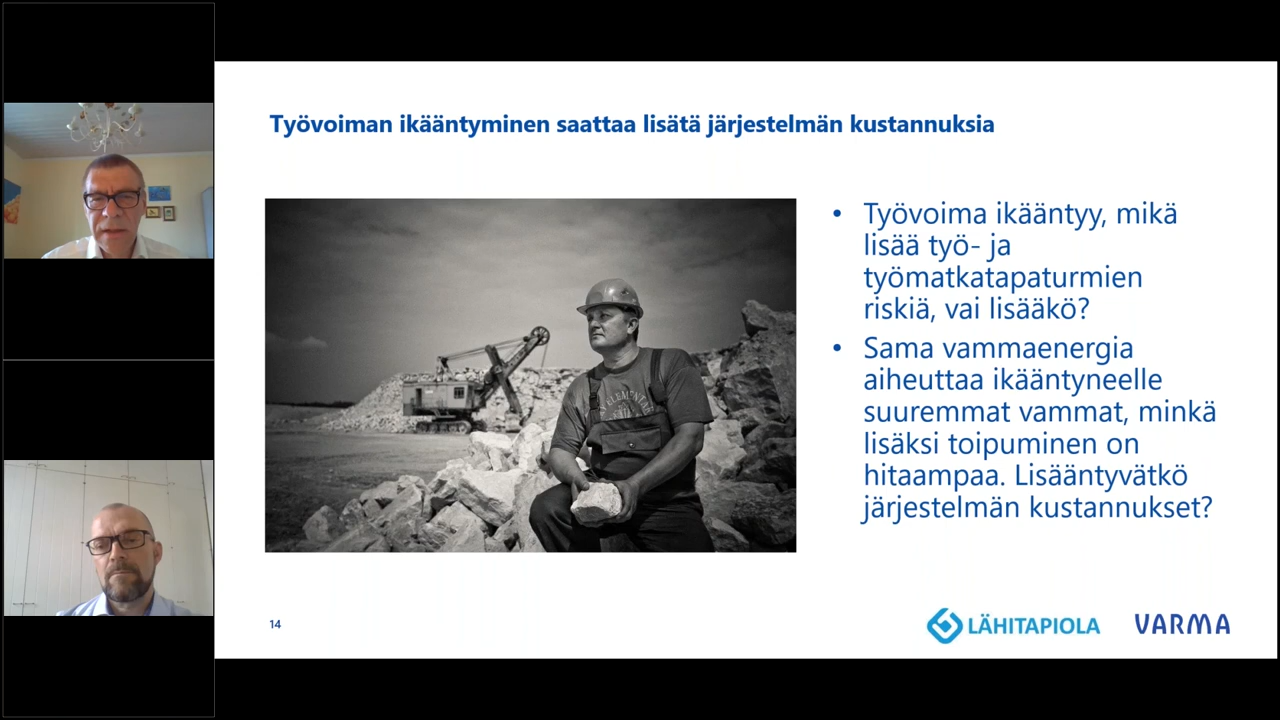 Työvoiman ikääntyminen saattaa lisätä järjestelmän kustannuksia
• Työvoima ikääntyy, mikä
lisää työ- ja
työmatkatapaturmien
riskiä, vai lisääkö?
• Sama vammaenergia
aiheuttaa ikääntyneelle
suuremmat vammat, minkä
lisäksi toipuminen on
hitaampaa. Lisääntyvätkö
järjestelmän kustannukset?
14
LÄHITAPIOLA
VARMA